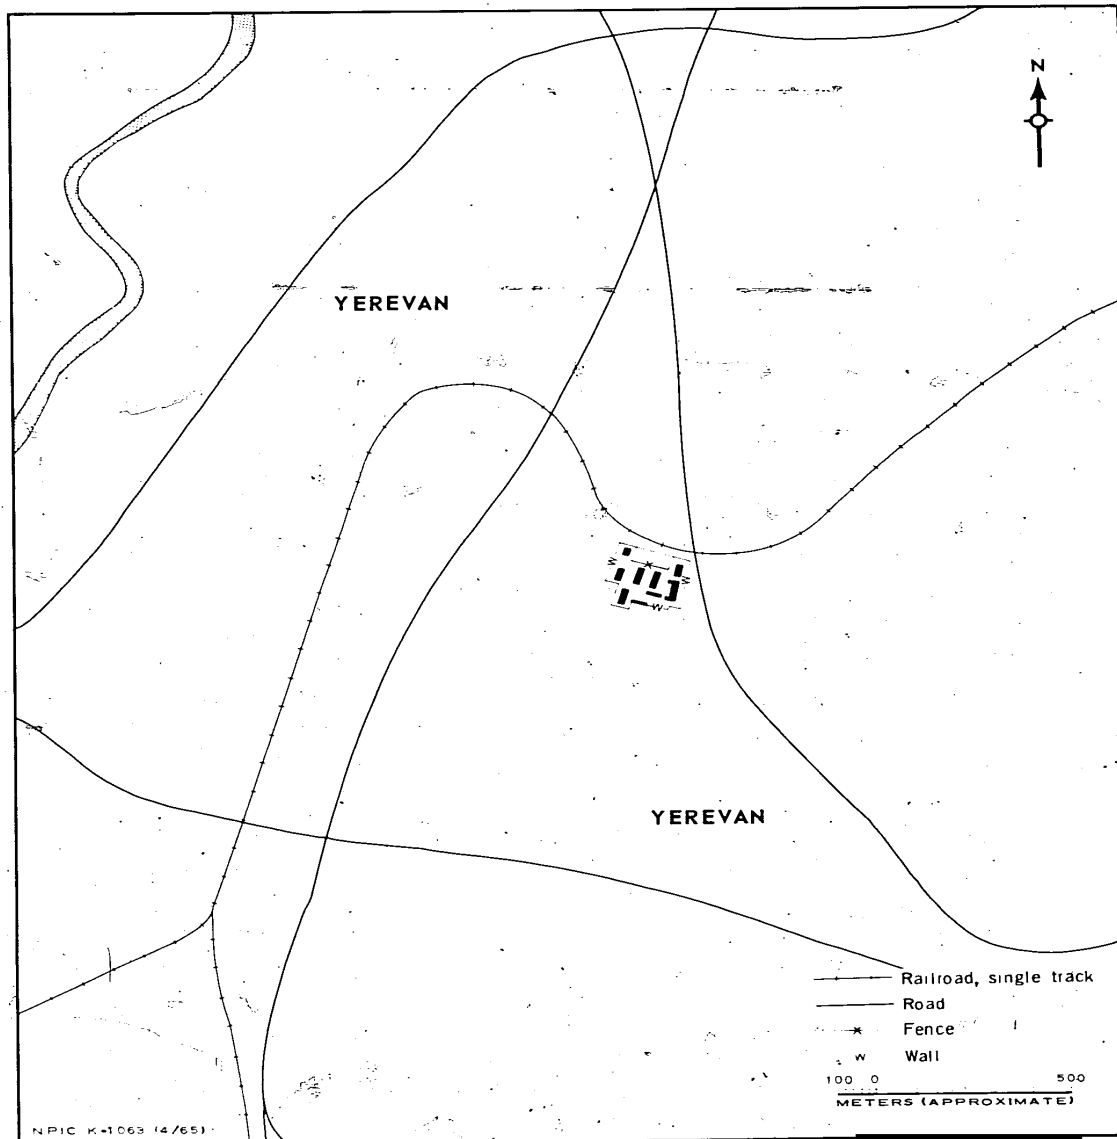 N
YEREVAN
W
W
W
YEREVAN
Railroad, single track
Road
Fence
W Wall
100 0 500
METERS (APPROXIMATE)
NPIC K-1063 (4/65)